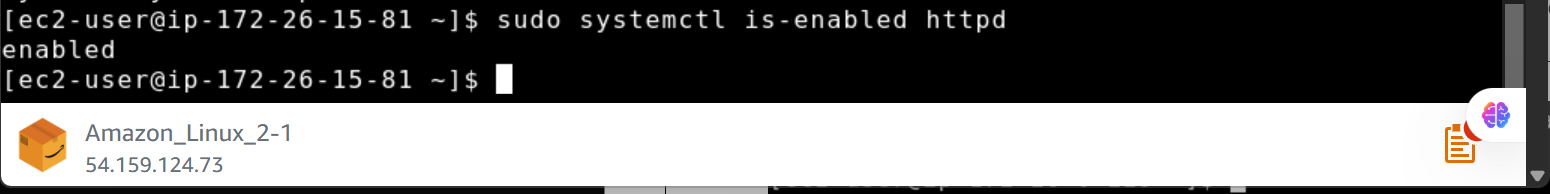 [ec2-user@ip-172-26-15-81 ~]$ sudo systemctl is-enabled httpd
enabled
[ec2-user@ip-172-26-15-81 ~]$
Amazon_Linux_2-1
54.159.124.73